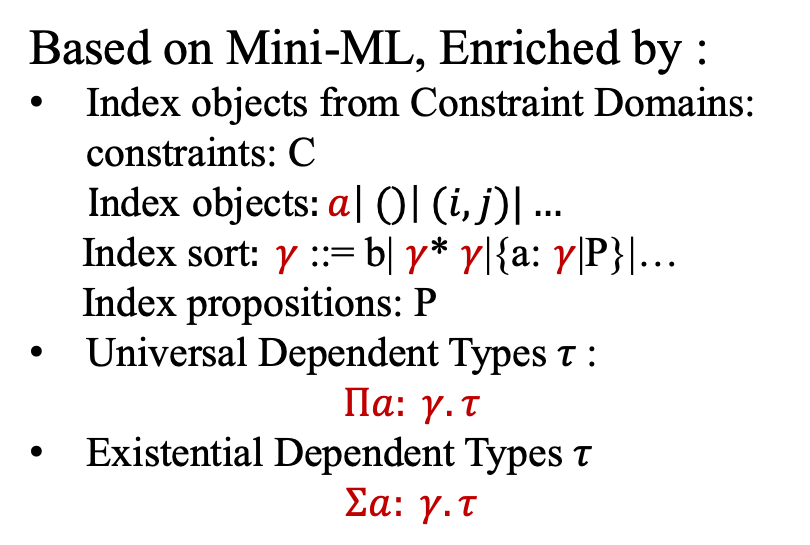 Based on Mini-ML, Enriched by :
• Index objects from Constraint Domains:
constraints: C
Index objects: a| ()| (i, j)| ...
Index sort: γ ::= b| γ* γ|{a: γ|P}|…
Index propositions: P
• Universal Dependent Types τ :
Πa: γ. τ
• Existential Dependent Types τ
Σa: γ. τ